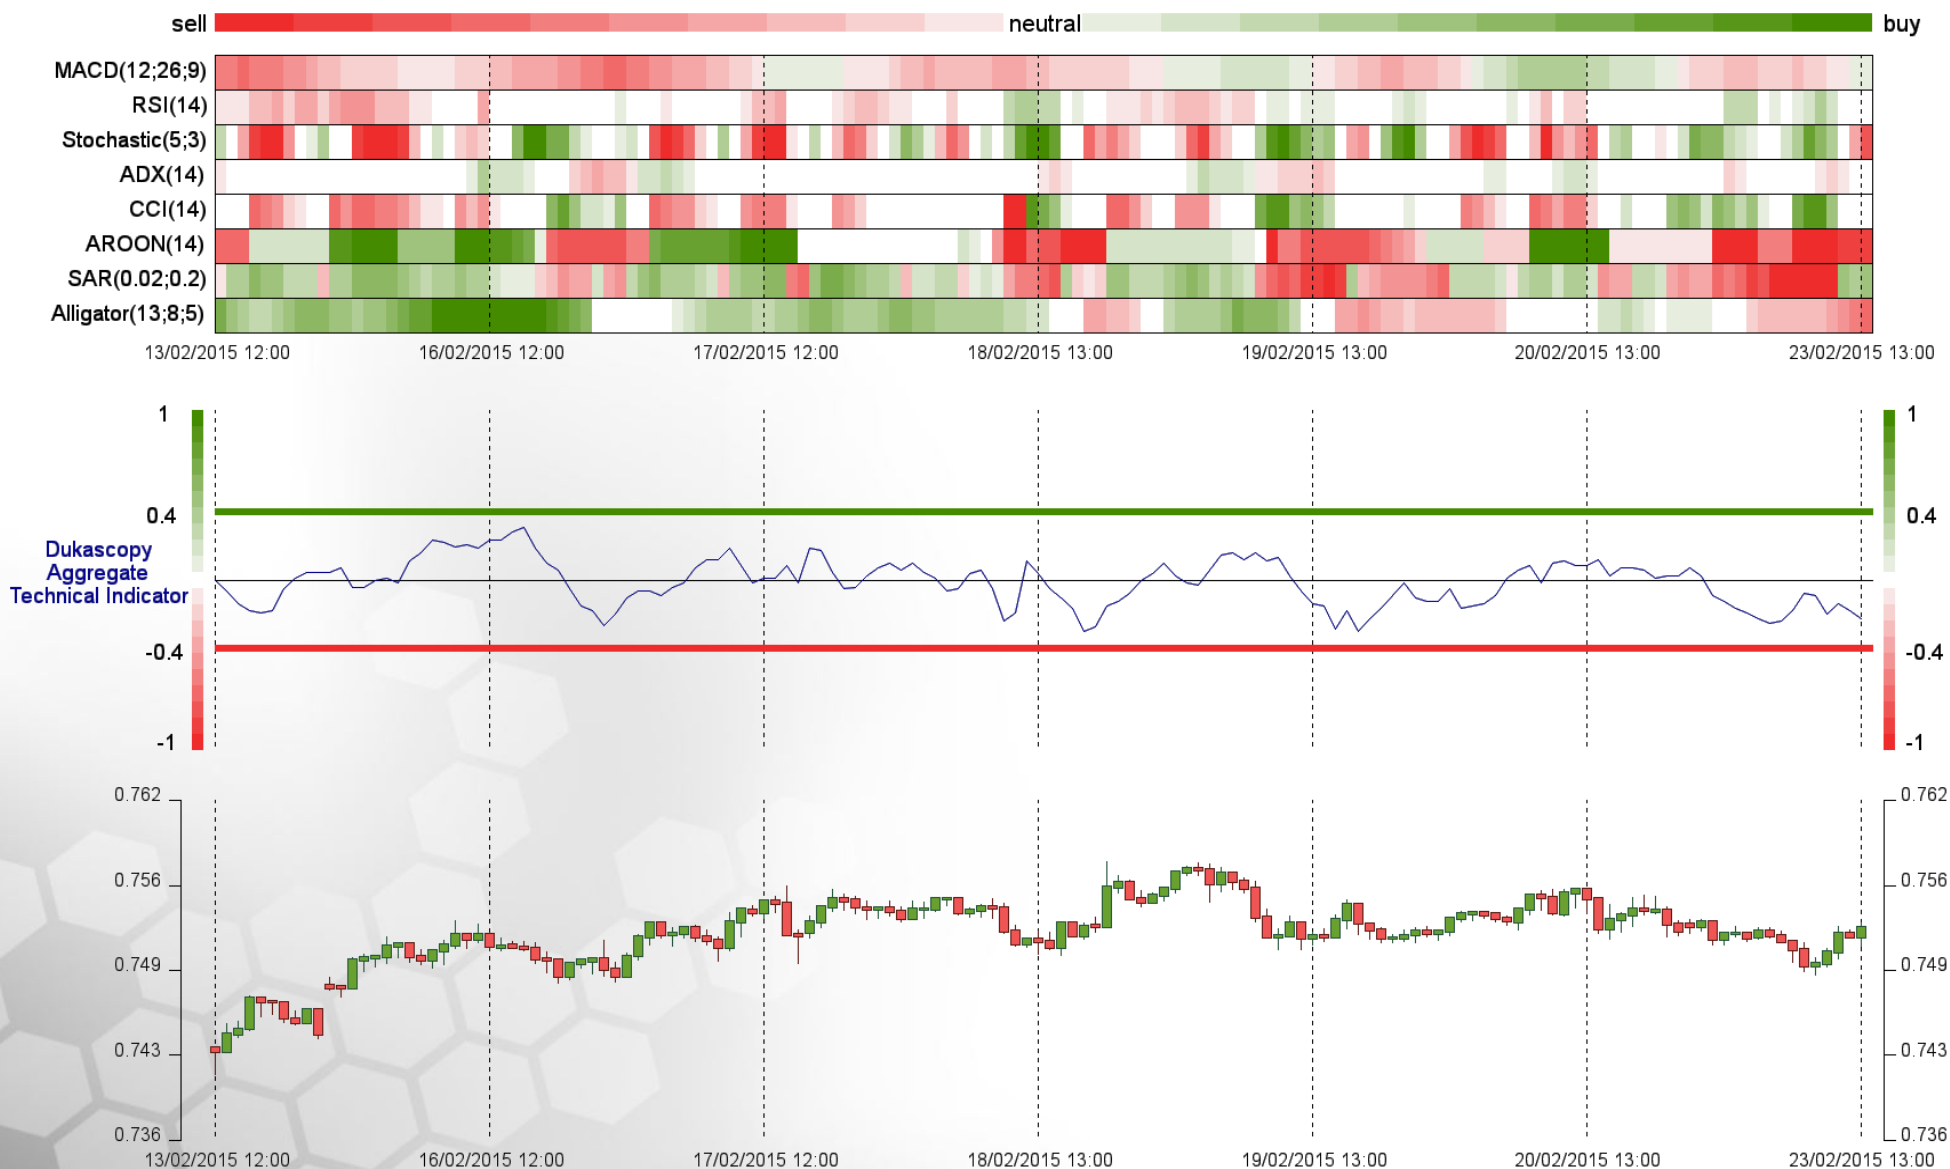 sell neutral buy
MACD(12;26;9)
RSI(14)
Stochastic(5;3)
ADX(14)
CCI(14)
AROON(14)
SAR(0.02;0.2)
Alligator(13;8;5)
13/02/2015 12:00 16/02/2015 12:00 17/02/2015 12:00 18/02/2015 13:00 19/02/2015 13:00 20/02/2015 13:00 23/02/2015 13:00
1 1
0.4 0.4
Dukascopy
Aggregate
Technical Indicator
-0.4 -0.4
-1 -1
0.762 0.762
0.756 0.756
0.749 0.749
0.743 0.743
0.736 0.736
13/02/2015 12:00 16/02/2015 12:00 17/02/2015 12:00 18/02/2015 13:00 19/02/2015 13:00 20/02/2015 13:00 23/02/2015 13:00